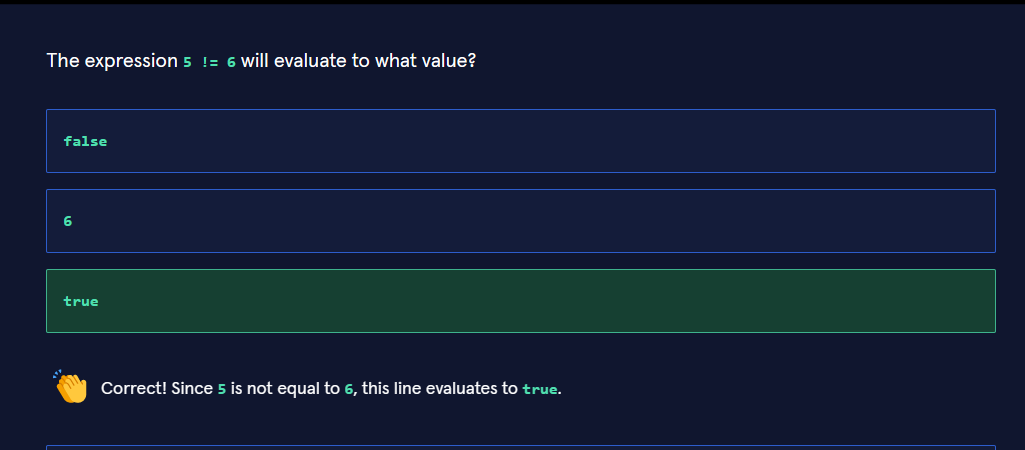 The expression 5 != 6 will evaluate to what value?
false
6
true
Correct! Since 5 is not equal to 6, this line evaluates to true.